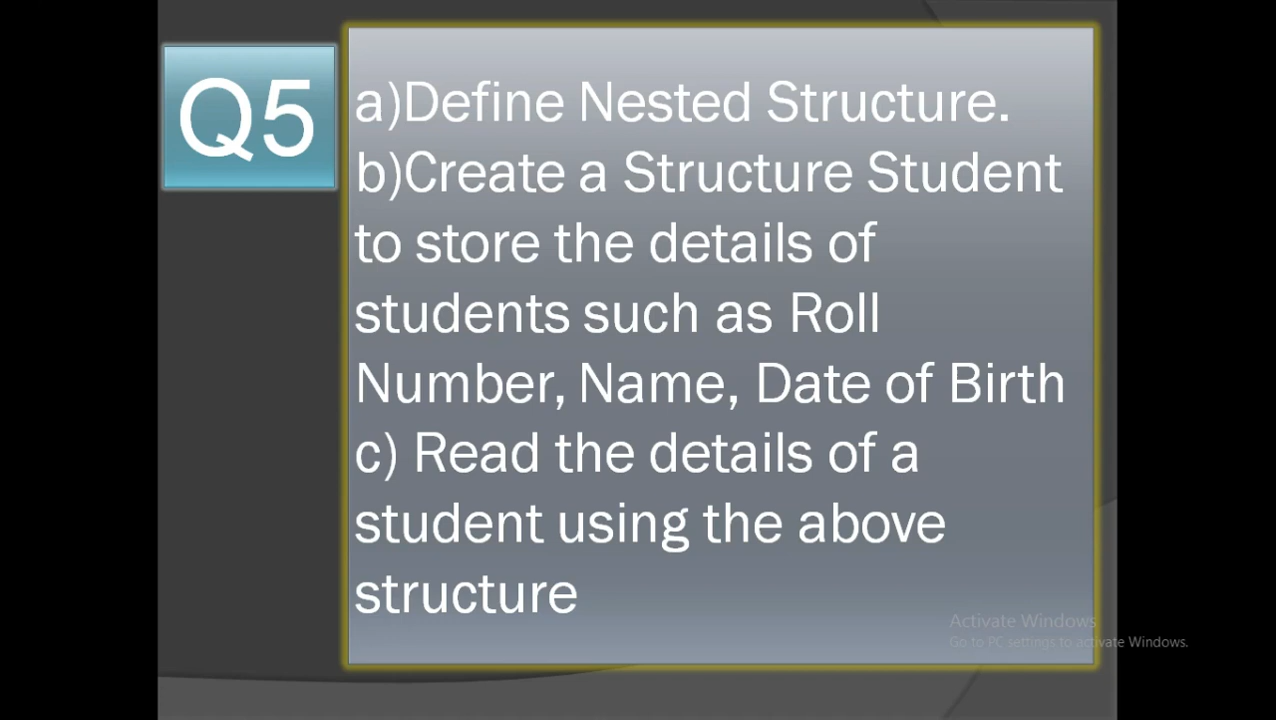 Q5
a)Define Nested Structure.
b)Create a Structure Student
to store the details of
students such as Roll
Number, Name, Date of Birth
c) Read the details of a
student using the above
structure
Activate Windows
Go to PC settings to activate Windows.